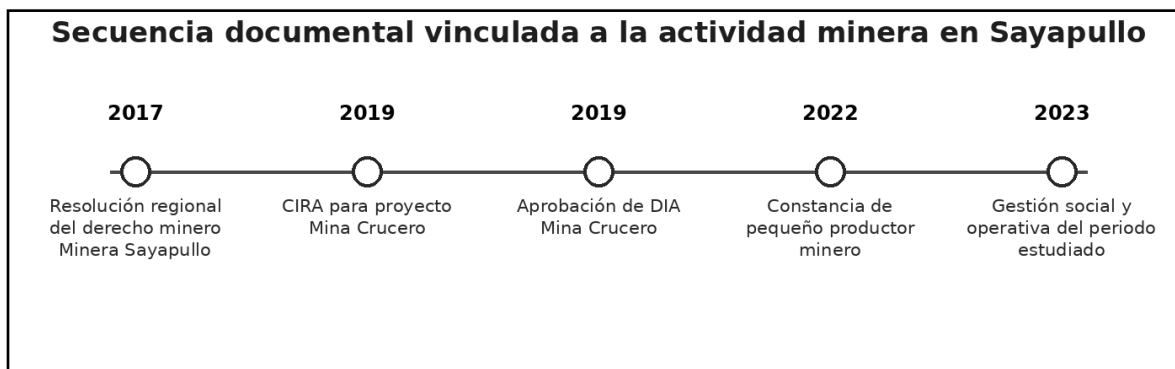 Secuencia documental vinculada a la actividad minera en Sayapullo
2017
Resolución regional
del derecho minero
Minera Sayapullo
2019
CIRA para proyecto
Mina Crucero
2019
Aprobación de DIA
Mina Crucero
2022
Constancia de
pequeño productor
minero
2023
Gestión social y
operativa del periodo
estudiado